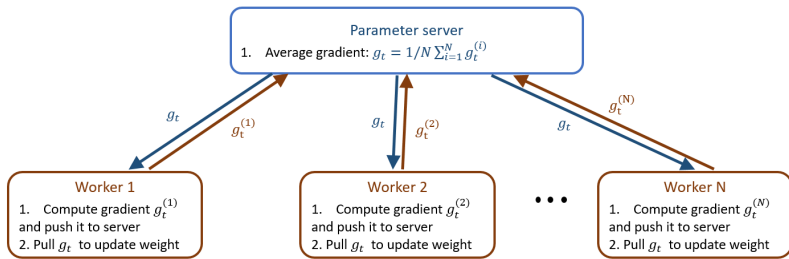 Parameter server
1. Average gradient: g_t = 1/N ∑_{i=1}^{N} g_t^{(i)}
g_t
g_t^{(1)}
g_t
g_t^{(2)}
g_t
g_t^{(N)}
Worker 1
1. Compute gradient g_t^{(1)}
and push it to server
2. Pull g_t to update weight
Worker 2
1. Compute gradient g_t^{(2)}
and push it to server
2. Pull g_t to update weight
...
Worker N
1. Compute gradient g_t^{(N)}
and push it to server
2. Pull g_t to update weight